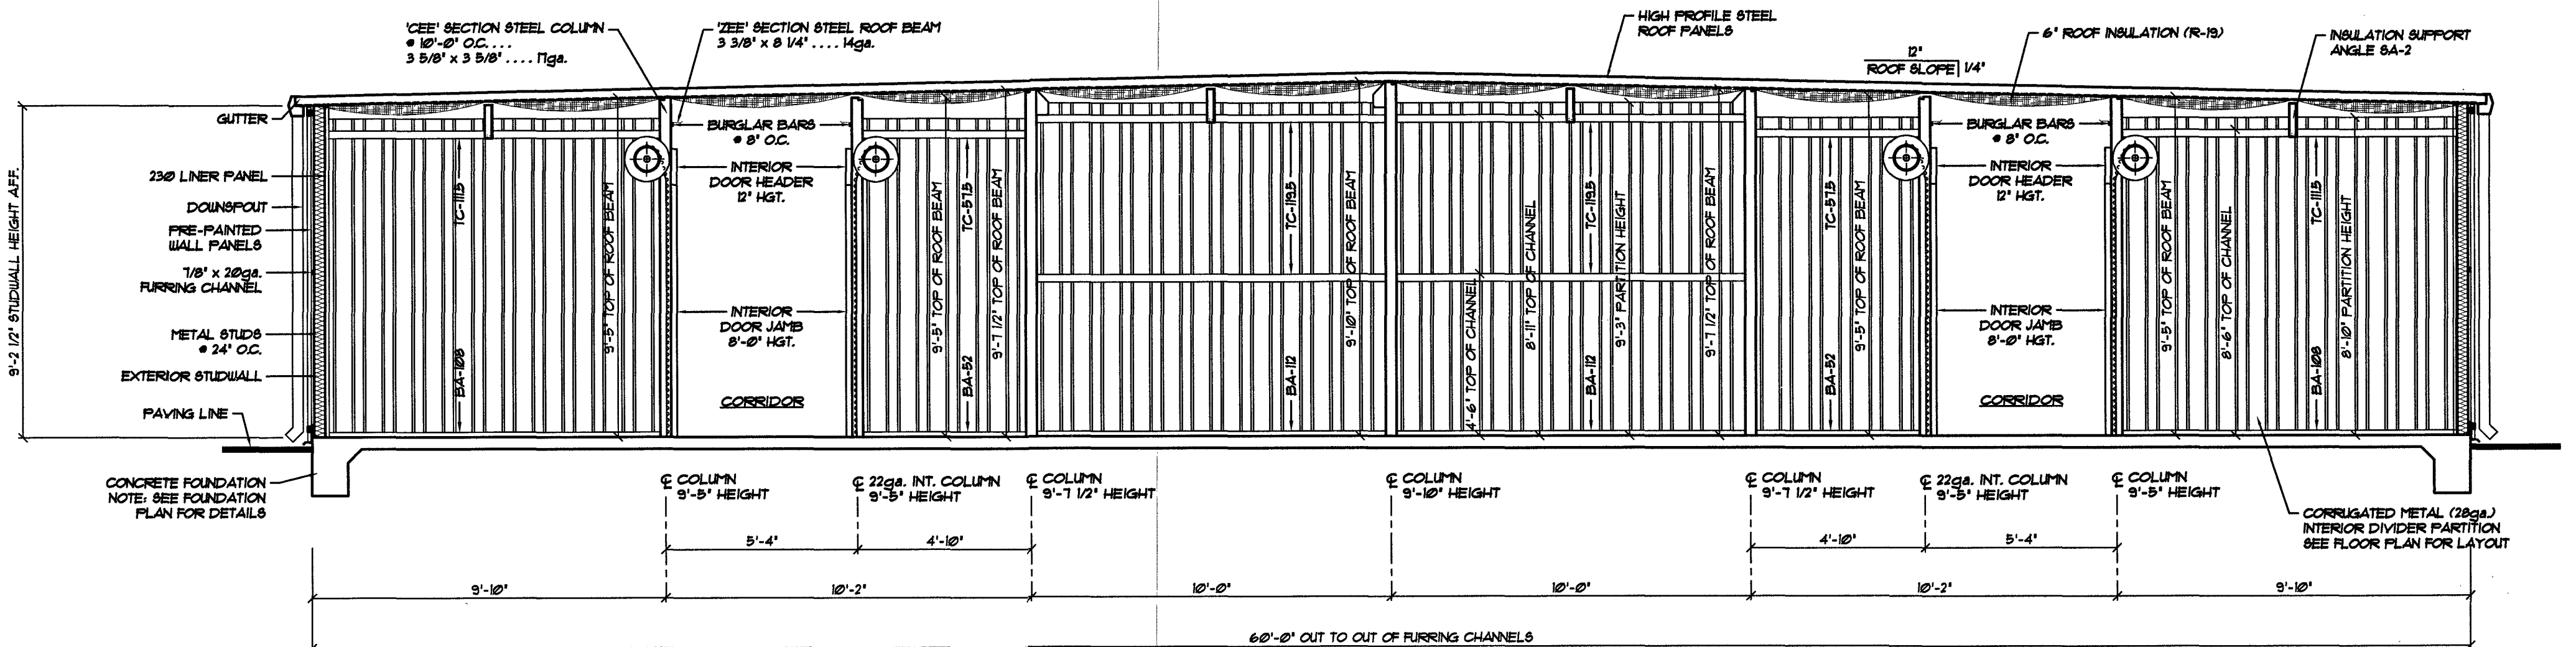 'CEE' SECTION STEEL COLUMN
@ 10'-0" O.C. . . . .
3 5/8" x 3 5/8" . . . . 17ga.
'ZEE' SECTION STEEL ROOF BEAM
3 3/8" x 8 1/4" . . . . 14ga.
HIGH PROFILE STEEL
ROOF PANELS
12"
ROOF SLOPE 1/4"
6" ROOF INSULATION (R-19)
INSULATION SUPPORT
ANGLE SA-2
9'-2 1/2" STUDWALL HEIGHT A.F.F.
GUTTER
230 LINER PANEL
DOWNSPOUT
PRE-PAINTED
WALL PANELS
7/8" x 20ga.
FURRING CHANNEL
METAL STUDS
@ 24" O.C.
EXTERIOR STUDWALL
PAVING LINE
CONCRETE FOUNDATION
NOTE: SEE FOUNDATION
PLAN FOR DETAILS
TC-111.5
BA-108
9'-5" TOP OF ROOF BEAM
BURGLAR BARS
@ 8" O.C.
INTERIOR
DOOR HEADER
12" HGT.
INTERIOR
DOOR JAMB
8'-0" HGT.
CORRIDOR
9'-5" TOP OF ROOF BEAM
TC-57.5
BA-52
9'-7 1/2" TOP OF ROOF BEAM
TC-119.5
BA-112
9'-10" TOP OF ROOF BEAM
4'-6" TOP OF CHANNEL
8'-11" TOP OF CHANNEL
TC-119.5
BA-112
9'-3" PARTITION HEIGHT
9'-7 1/2" TOP OF ROOF BEAM
TC-57.5
BA-52
9'-5" TOP OF ROOF BEAM
BURGLAR BARS
@ 8" O.C.
INTERIOR
DOOR HEADER
12" HGT.
INTERIOR
DOOR JAMB
8'-0" HGT.
CORRIDOR
9'-5" TOP OF ROOF BEAM
8'-6" TOP OF CHANNEL
TC-111.5
BA-108
8'-10" PARTITION HEIGHT
℄ COLUMN
9'-5" HEIGHT
℄ 22ga. INT. COLUMN
9'-5" HEIGHT
℄ COLUMN
9'-7 1/2" HEIGHT
℄ COLUMN
9'-10" HEIGHT
℄ COLUMN
9'-7 1/2" HEIGHT
℄ 22ga. INT. COLUMN
9'-5" HEIGHT
℄ COLUMN
9'-5" HEIGHT
CORRUGATED METAL (28ga.)
INTERIOR DIVIDER PARTITION
SEE FLOOR PLAN FOR LAYOUT
5'-4" 4'-10" 4'-10" 5'-4"
9'-10" 10'-2" 10'-0" 10'-0" 10'-2" 9'-10"
60'-0" OUT TO OUT OF FURRING CHANNELS